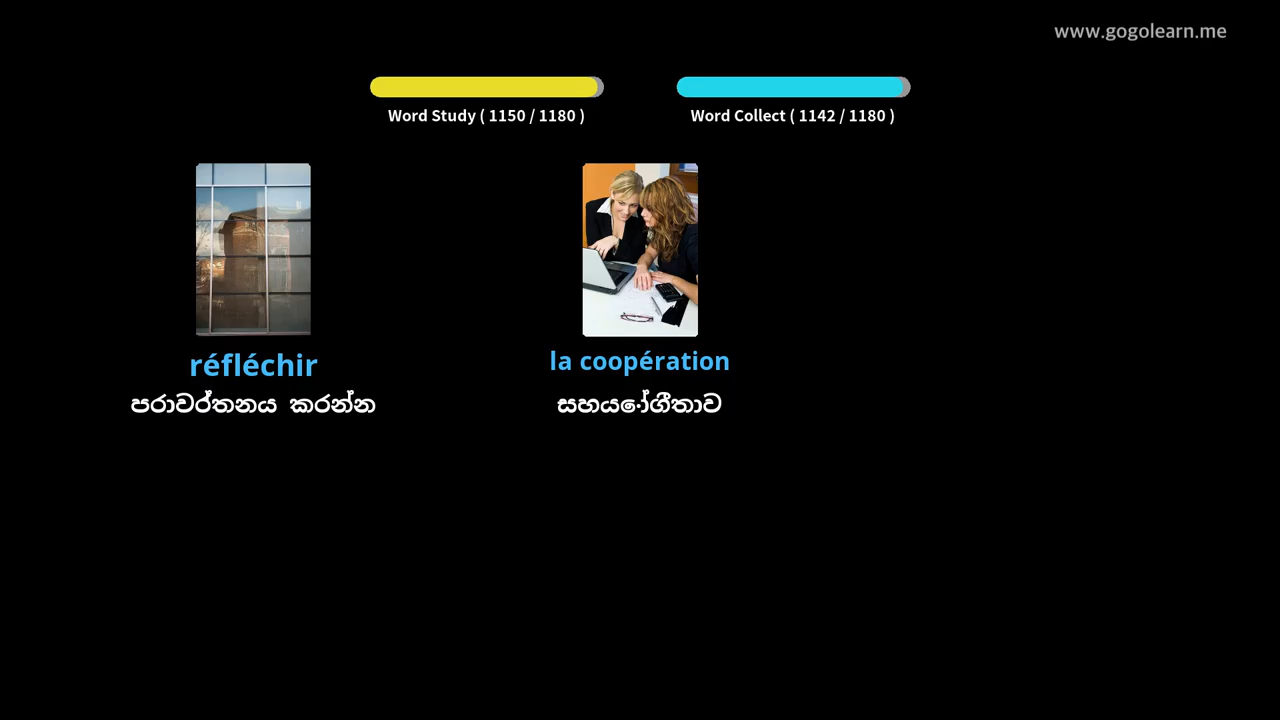 www.gogolearn.me
Word Study ( 1150 / 1180 )
Word Collect ( 1142 / 1180 )
réfléchir
la coopération
පරාවර්තනය කරන්න
සහයෝගීතාව